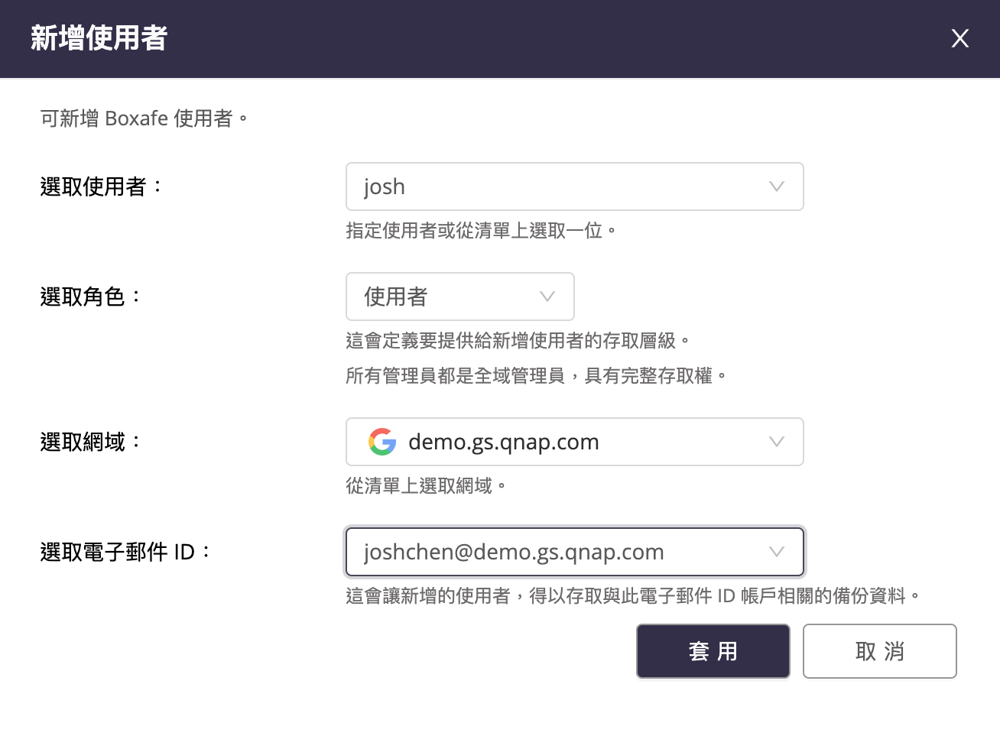 新增使用者
可新增 Boxafe 使用者。
選取使用者：
josh
指定使用者或從清單上選取一位。
選取角色：
使用者
這會定義要提供給新增使用者的存取層級。
所有管理員都是全域管理員，具有完整存取權。
選取網域：
demo.gs.qnap.com
從清單上選取網域。
選取電子郵件 ID：
joshchen@demo.gs.qnap.com
這會讓新增的使用者，得以存取與此電子郵件 ID 帳戶相關的備份資料。
套用
取消